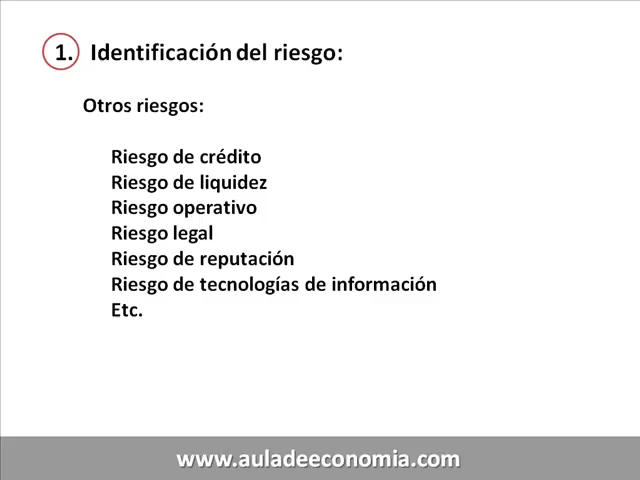 1. Identificación del riesgo:
Otros riesgos:
Riesgo de crédito
Riesgo de liquidez
Riesgo operativo
Riesgo legal
Riesgo de reputación
Riesgo de tecnologías de información
Etc.
www.auladeeconomia.com